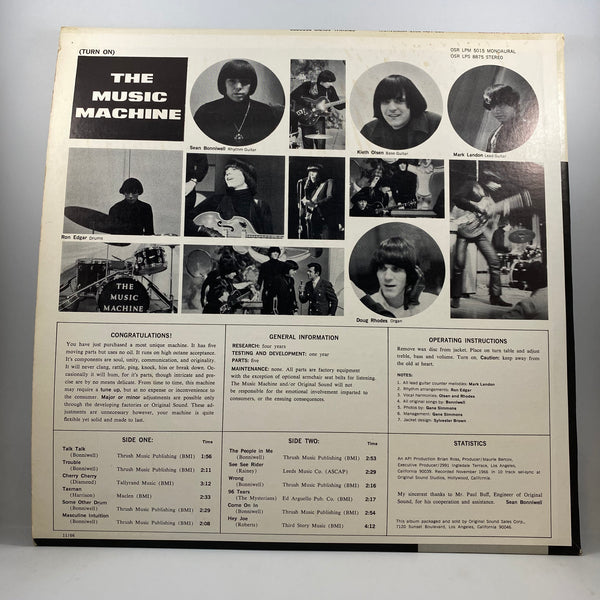 (TURN ON)
OSR LPM 5015 MONOAURAL
OSR LPS 8875 STEREO
THE
MUSIC
MACHINE
Sean Bonniwell Rhythm Guitar
Kieth Olsen Bass Guitar
Mark Landon Lead Guitar
Ron Edgar Drums
THE
MUSIC
MACHINE
Doug Rhodes Organ
CONGRATULATIONS!
You have just purchased a most unique machine. It has five
moving parts but uses no oil. It runs on high octane acceptance.
It's components are soul, unity, communication, and originality.
It will never clang, rattle, ping, knock, hiss or break down. Oc-
casionally it will hum, for it's parts, though intricate and pre-
cise are by no means delicate. From time to time, this machine
may require a tune up, but at no expense or inconvenience to
the consumer. Major or minor adjustments are possible only
through the developing factories or Original Sound. These ad-
justments are unnecessary however, your machine is quite
flexible yet solid and made to last.
GENERAL INFORMATION
RESEARCH: four years
TESTING AND DEVELOPMENT: one year
PARTS: five
MAINTENANCE: none. All parts are factory equipment
with the exception of optional armchair seat belts for listening.
The Music Machine and/or Original Sound will not
be responsible for the emotional involvement imparted to
consumers, or the ensuing consequences.
OPERATING INSTRUCTIONS
Remove wax disc from jacket. Place on turn table and adjust
treble, bass and volume. Turn on. Caution: keep away from
the old at heart.
NOTES:
1. All lead guitar counter melodies: Mark Landon
2. Rhythm arrangements: Ron Edgar
3. Vocal harmonies: Olsen and Rhodes
4. All original songs by: Bonniwell
5. Photos by: Gene Simmons
6. Management: Gene Simmons
7. Jacket design: Sylvester Brown
SIDE ONE: Time
Talk Talk
(Bonniwell) Thrush Music Publishing (BMI) 1:56
Trouble
(Bonniwell) Thrush Music Publishing (BMI) 2:11
Cherry Cherry
(Diamond) Tallyrand Music (BMI) 3:11
Taxman
(Harrison) Maclen (BMI) 2:33
Some Other Drum
(Bonniwell) Thrush Music Publishing (BMI) 2:29
Masculine Intuition
(Bonniwell) Thrush Music Publishing (BMI) 2:08
SIDE TWO: Time
The People in Me
(Bonniwell) Thrush Music Publishing (BMI) 2:53
See See Rider
(Rainey) Leeds Music Co. (ASCAP) 2:29
Wrong
(Bonniwell) Thrush Music Publishing (BMI) 2:16
96 Tears
(The Mysterians) Ed Arguelle Pub. Co. (BMI) 2:17
Come On In
(Bonniwell) Thrush Music Publishing (BMI) 2:54
Hey Joe
(Roberts) Third Story Music (BMI) 4:12
STATISTICS
An API Production Brian Ross, Producer/Maurie Bercov,
Executive Producer/2991 Ingledale Terrace, Los Angeles,
California 90039. Recorded November 1966 in 10 track sel-sync at
Original Sound Studios, Hollywood, California.
My sincerest thanks to Mr. Paul Buff, Engineer of Original
Sound, for his cooperation and assistance. Sean Bonniwell
This album packaged and sold by Original Sound Sales Corp.,
7120 Sunset Boulevard, Los Angeles, California 90046.
11/66